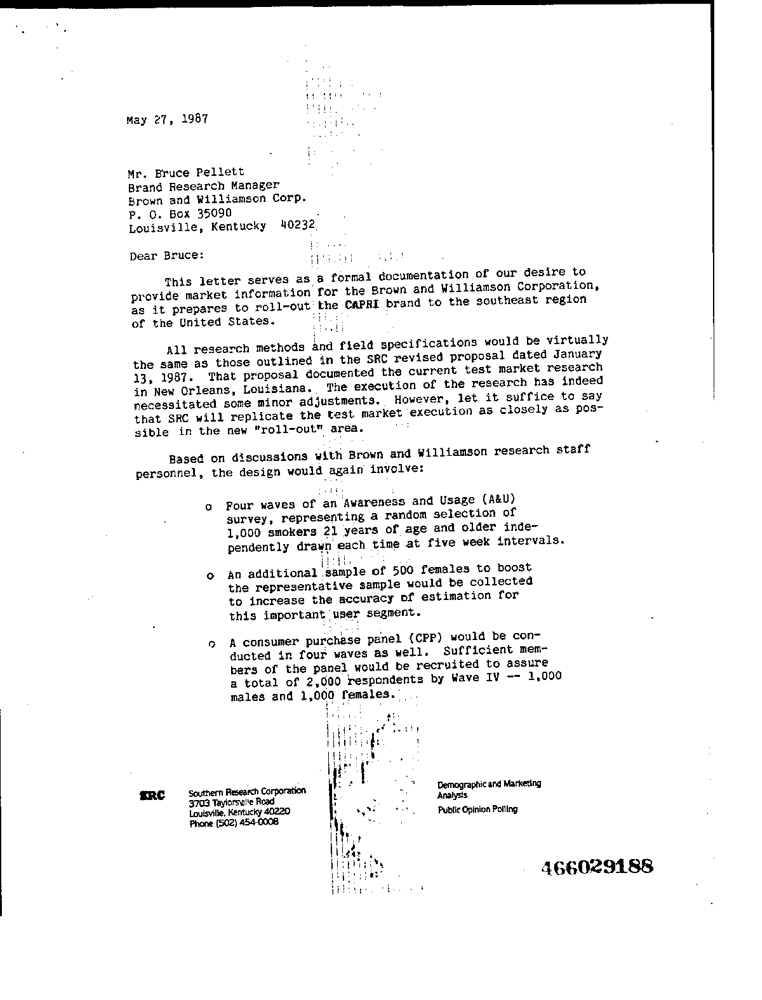 May 27, 1987
Mr. Bruce Pellett
Brand Research Manager
Brown and Williamson Corp.
P. O. Box 35090
Louisville, Kentucky 40232
Dear Bruce:
This letter serves as a formal documentation of our desire to
provide market information for the Brown and Williamson Corporation,
as it prepares to roll-out the CAPRI brand to the southeast region
of the United States.
All research methods and field specifications would be virtually
the same as those outlined in the SRC revised proposal dated January
13, 1987. That proposal documented the current test market research
in New Orleans, Louisiana. The execution of the research has indeed
necessitated some minor adjustments. However, let it suffice to say
that SRC will replicate the test market execution as closely as pos-
sible in the new "roll-out" area.
Based on discussions with Brown and Williamson research staff
personnel, the design would again involve:
o Four waves of an Awareness and Usage (A&U)
survey, representing a random selection of
1,000 smokers 21 years of age and older inde-
pendently drawn each time at five week intervals.
o An additional sample of 500 females to boost
the representative sample would be collected
to increase the accuracy of estimation for
this important user segment.
o A consumer purchase panel (CPP) would be con-
ducted in four waves as well. Sufficient mem-
bers of the panel would be recruited to assure
a total of 2,000 respondents by Wave IV -- 1,000
males and 1,000 females.
SRC
Southern Research Corporation
3703 Taylorsville Road
Louisville, Kentucky 40220
Phone (502) 454-0008
Demographic and Marketing
Analysis
Public Opinion Polling
466029188